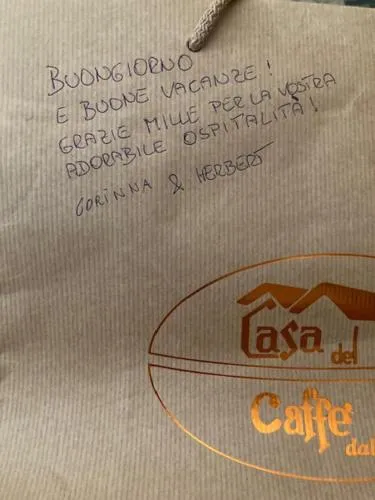 BUONGIORNO
E BUONE VACANZE!
GRAZIE MILLE PER LA VOSTRA
ADORABILE OSPITALITÀ!
CORINNA & HERBERT
Casa del
Caffè
dal